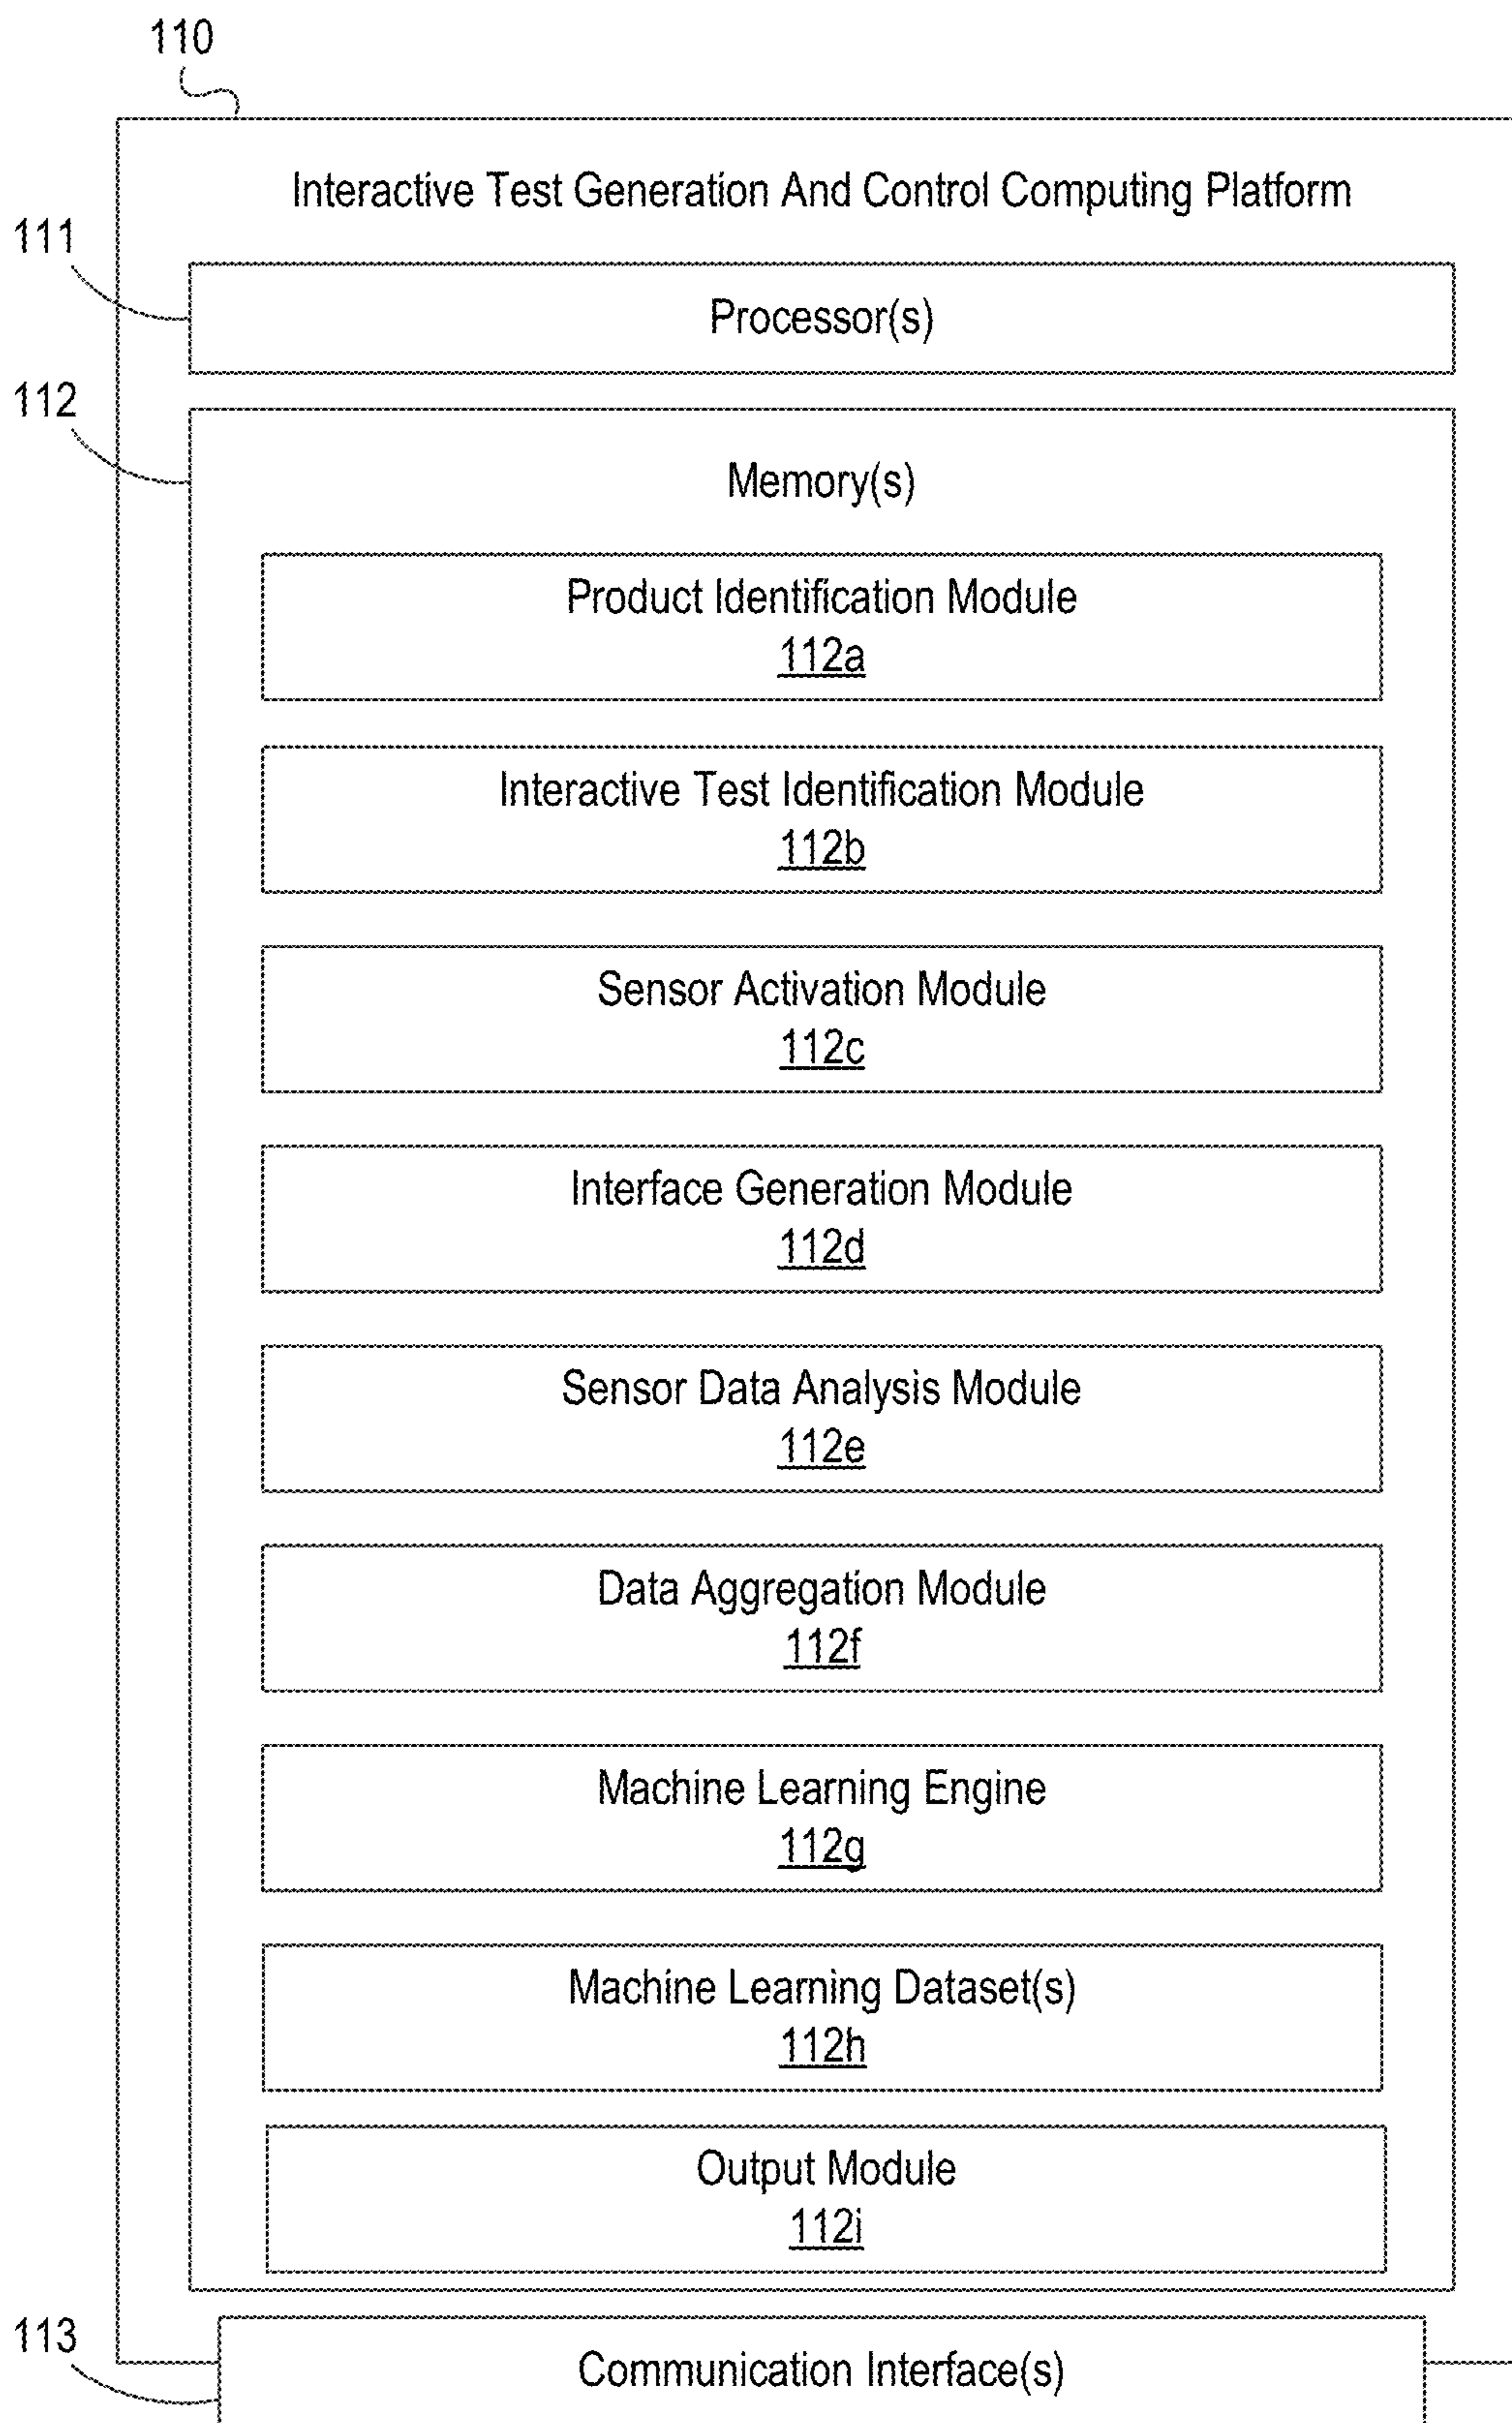 110
Interactive Test Generation And Control Computing Platform
111
Processor(s)
112
Memory(s)
Product Identification Module
112a
Interactive Test Identification Module
112b
Sensor Activation Module
112c
Interface Generation Module
112d
Sensor Data Analysis Module
112e
Data Aggregation Module
112f
Machine Learning Engine
112g
Machine Learning Dataset(s)
112h
Output Module
112i
113
Communication Interface(s)